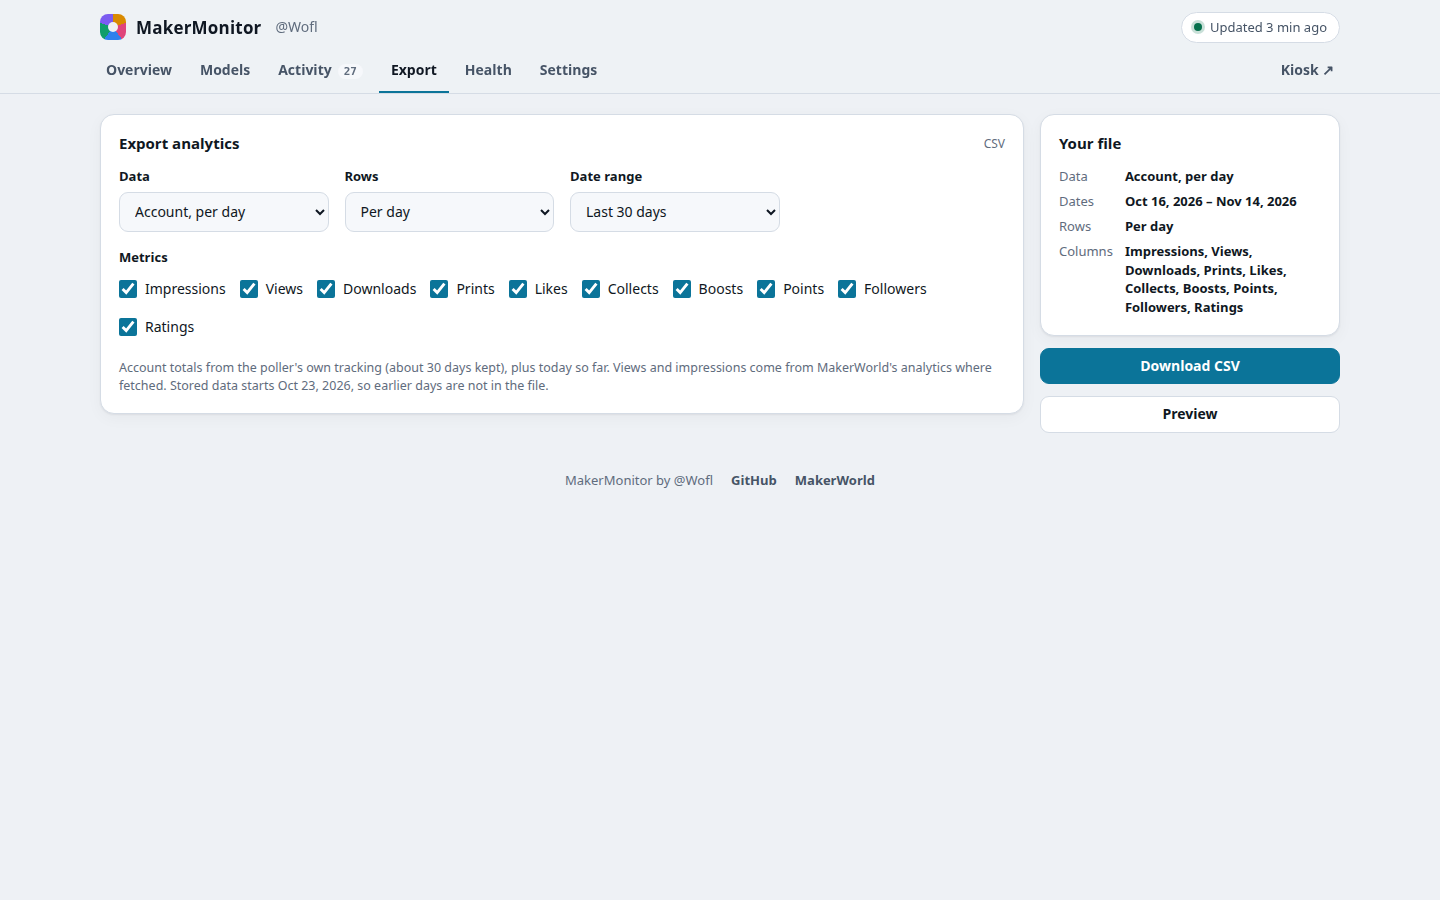 MakerMonitor @Wofl
Updated 3 min ago
Overview Models Activity 27 Export Health Settings Kiosk ↗
Export analytics CSV
Data Rows Date range
Account, per day Per day Last 30 days
Metrics
Impressions Views Downloads Prints Likes Collects Boosts Points Followers
Ratings
Account totals from the poller's own tracking (about 30 days kept), plus today so far. Views and impressions come from MakerWorld's analytics where
fetched. Stored data starts Oct 23, 2026, so earlier days are not in the file.
Your file
Data Account, per day
Dates Oct 16, 2026 – Nov 14, 2026
Rows Per day
Columns Impressions, Views,
Downloads, Prints, Likes,
Collects, Boosts, Points,
Followers, Ratings
Download CSV
Preview
MakerMonitor by @Wofl GitHub MakerWorld